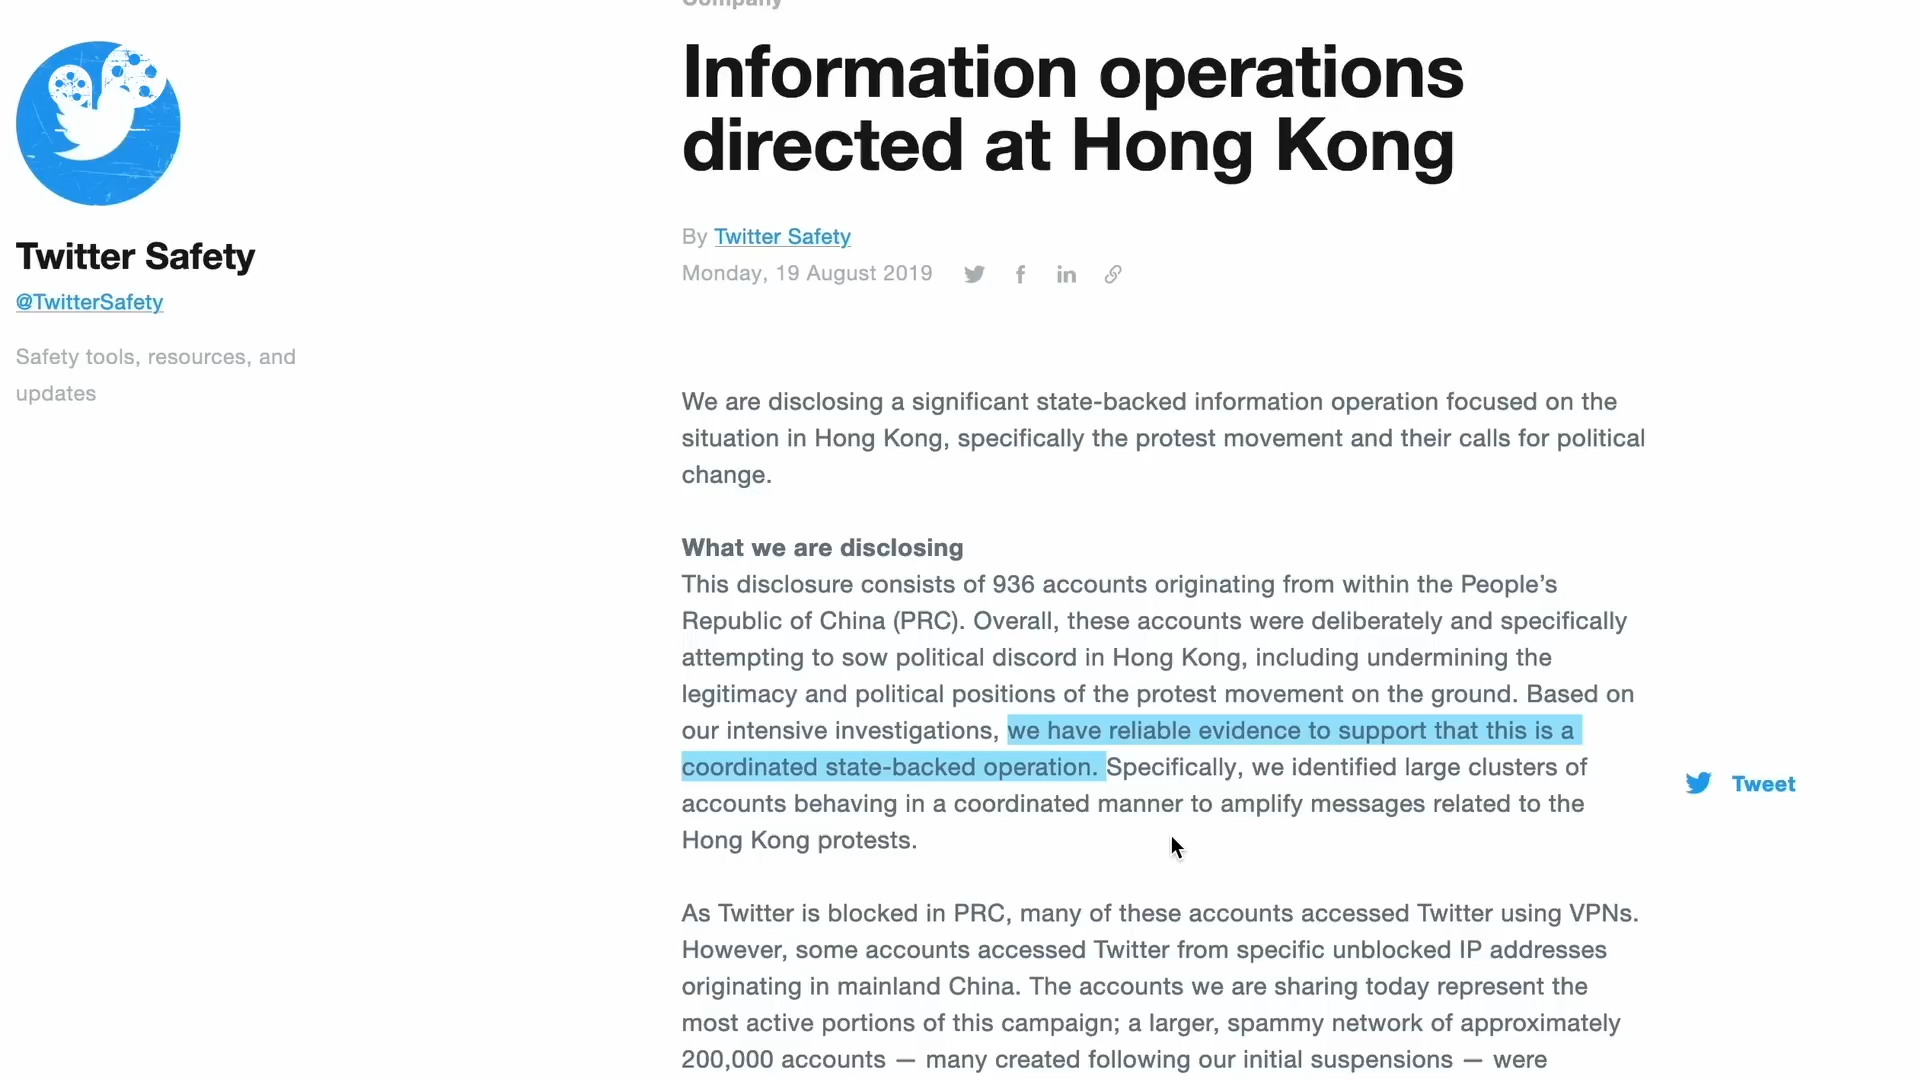 Company
Information operations
directed at Hong Kong
By Twitter Safety
Monday, 19 August 2019
Twitter Safety
@TwitterSafety
Safety tools, resources, and
updates
We are disclosing a significant state-backed information operation focused on the
situation in Hong Kong, specifically the protest movement and their calls for political
change.
What we are disclosing
This disclosure consists of 936 accounts originating from within the People’s
Republic of China (PRC). Overall, these accounts were deliberately and specifically
attempting to sow political discord in Hong Kong, including undermining the
legitimacy and political positions of the protest movement on the ground. Based on
our intensive investigations, we have reliable evidence to support that this is a
coordinated state-backed operation. Specifically, we identified large clusters of
accounts behaving in a coordinated manner to amplify messages related to the
Hong Kong protests.
Tweet
As Twitter is blocked in PRC, many of these accounts accessed Twitter using VPNs.
However, some accounts accessed Twitter from specific unblocked IP addresses
originating in mainland China. The accounts we are sharing today represent the
most active portions of this campaign; a larger, spammy network of approximately
200,000 accounts — many created following our initial suspensions — were